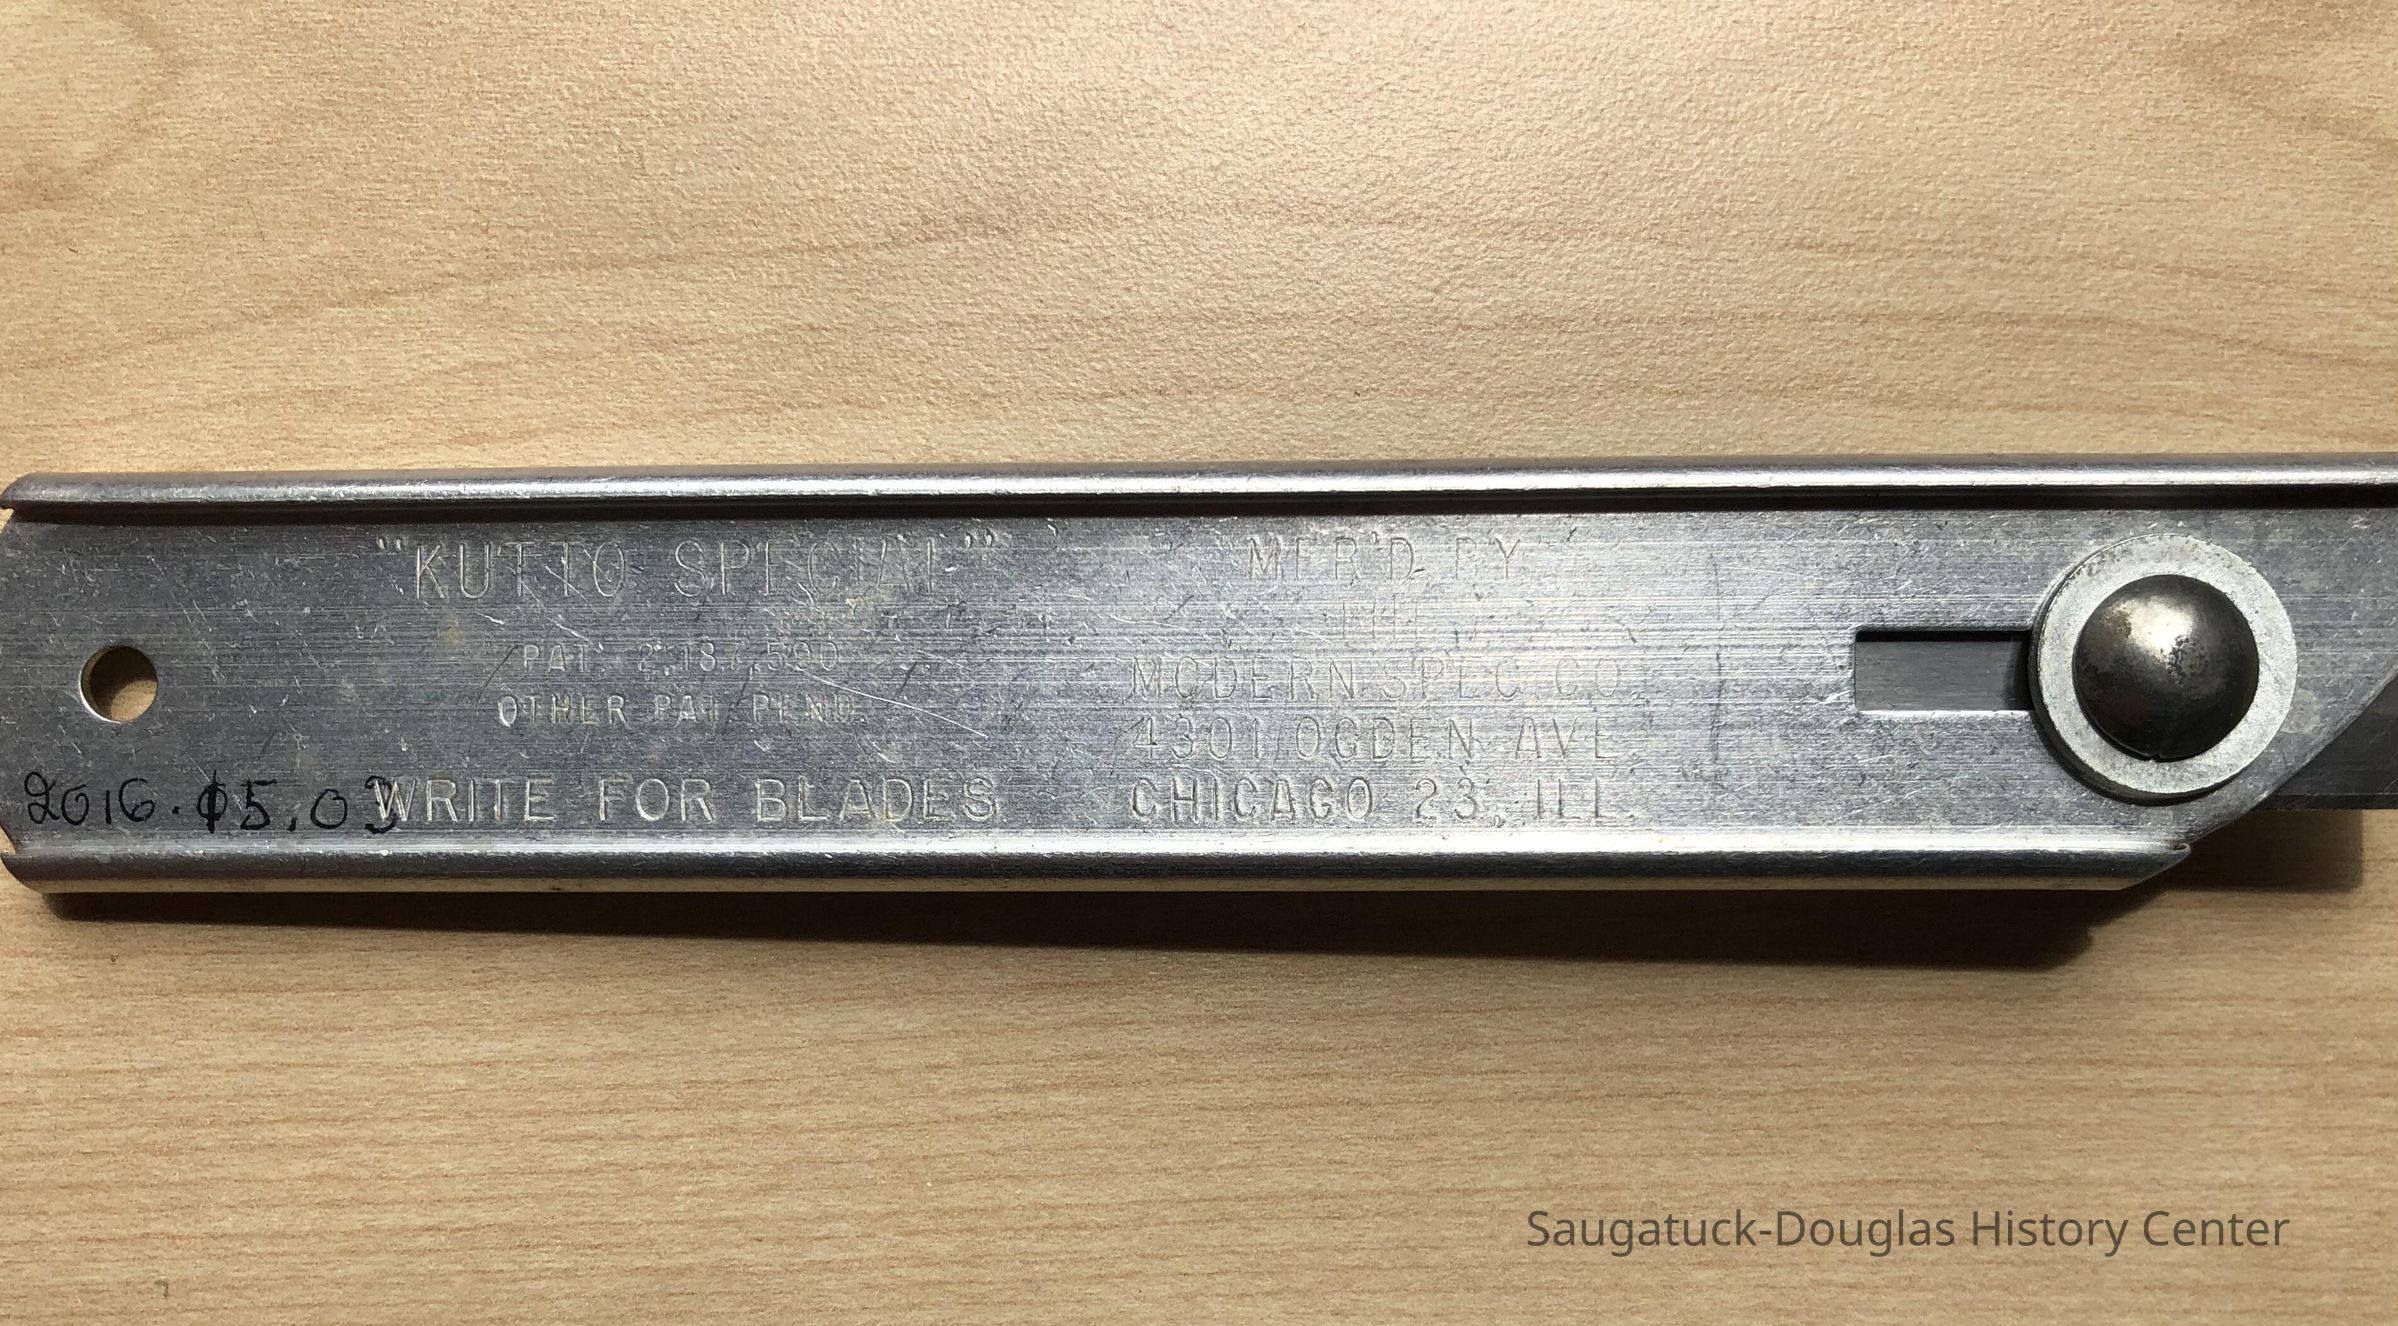 "KUTTO SPECIAL"
PAT. 2,187,590
OTHER PAT. PEND.
WRITE FOR BLADES
MFR'D BY
THE
MODERN SPEC. CO.
4301 OGDEN AVE.
CHICAGO 23, ILL.
2016.05.03
Saugatuck-Douglas History Center